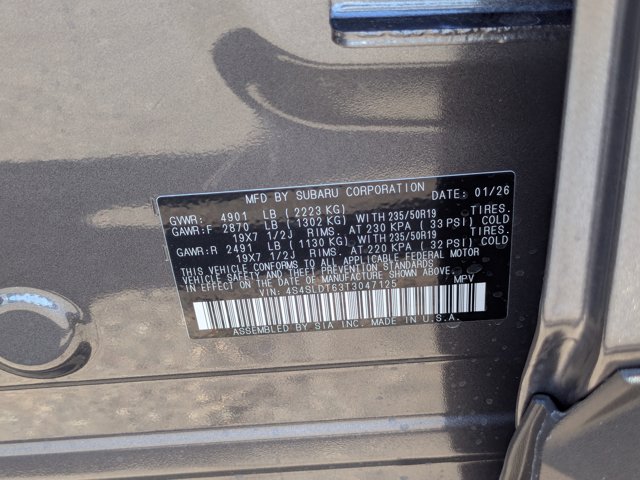 MFD BY SUBARU CORPORATION DATE: 01/26
GVWR: 4901 LB ( 2223 KG)
GAWR:F 2870 LB ( 1302 KG) WITH 235/50R19 TIRES.
19X7 1/2J RIMS. AT 230 KPA ( 33 PSI) COLD
GAWR:R 2491 LB ( 1130 KG) WITH 235/50R19 TIRES.
19X7 1/2J RIMS. AT 220 KPA ( 32 PSI) COLD
THIS VEHICLE CONFORMS TO ALL APPLICABLE FEDERAL MOTOR
VEHICLE SAFETY AND THEFT PREVENTION STANDARDS
IN EFFECT ON THE DATE OF MANUFACTURE SHOWN ABOVE.
VIN: 4S4SLDT63T3047125 MPV
ASSEMBLED BY SIA INC. MADE IN U.S.A.